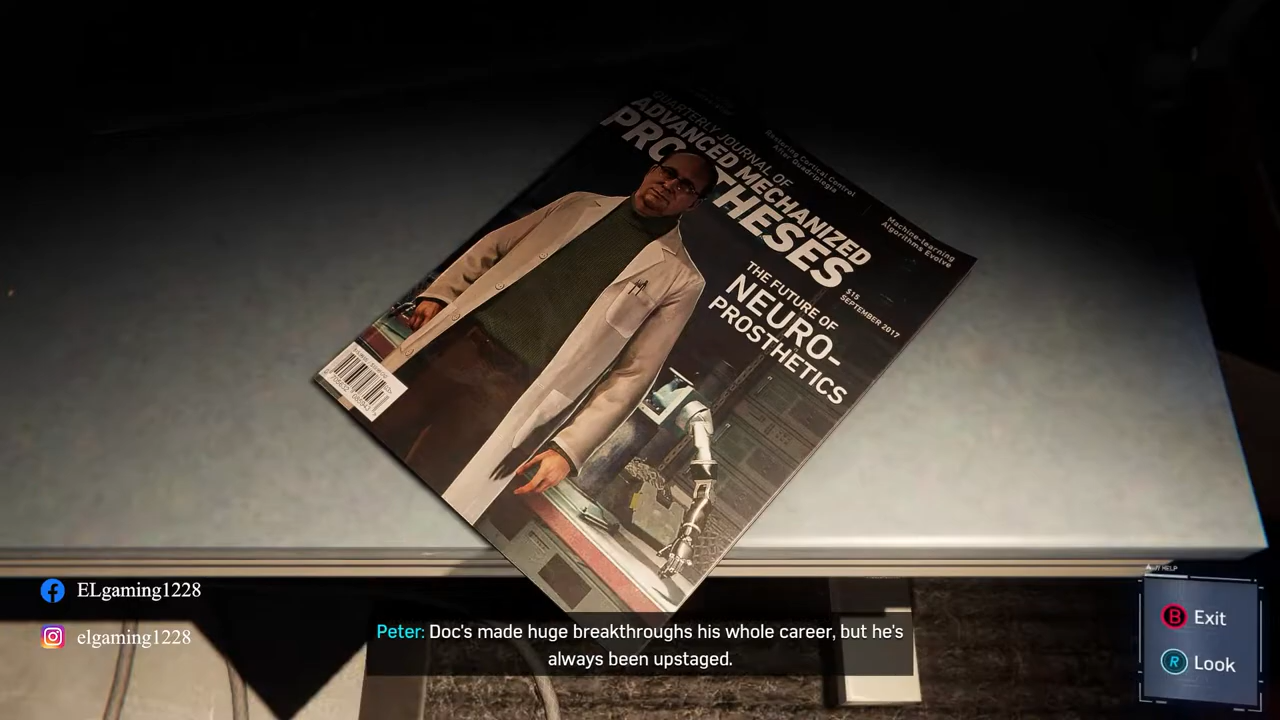 QUARTERLY JOURNAL OF
ADVANCED MECHANIZED
PROTHESES
Restoring Cortical Control
After Quadriplegia
Machine-learning
Algorithms Evolve
$15
SEPTEMBER 2017
THE FUTURE OF
NEURO-
PROSTHETICS
ELgaming1228
elgaming1228
Peter: Doc's made huge breakthroughs his whole career, but he's
always been upstaged.
B Exit
R Look